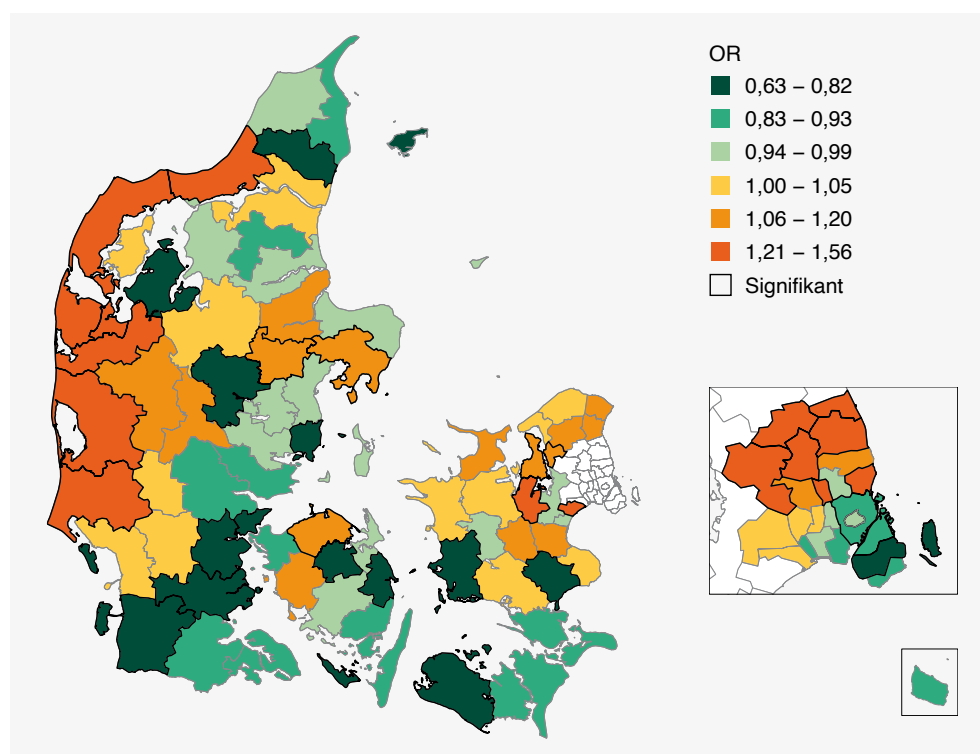 OR
0,63 – 0,82
0,83 – 0,93
0,94 – 0,99
1,00 – 1,05
1,06 – 1,20
1,21 – 1,56
Signifikant